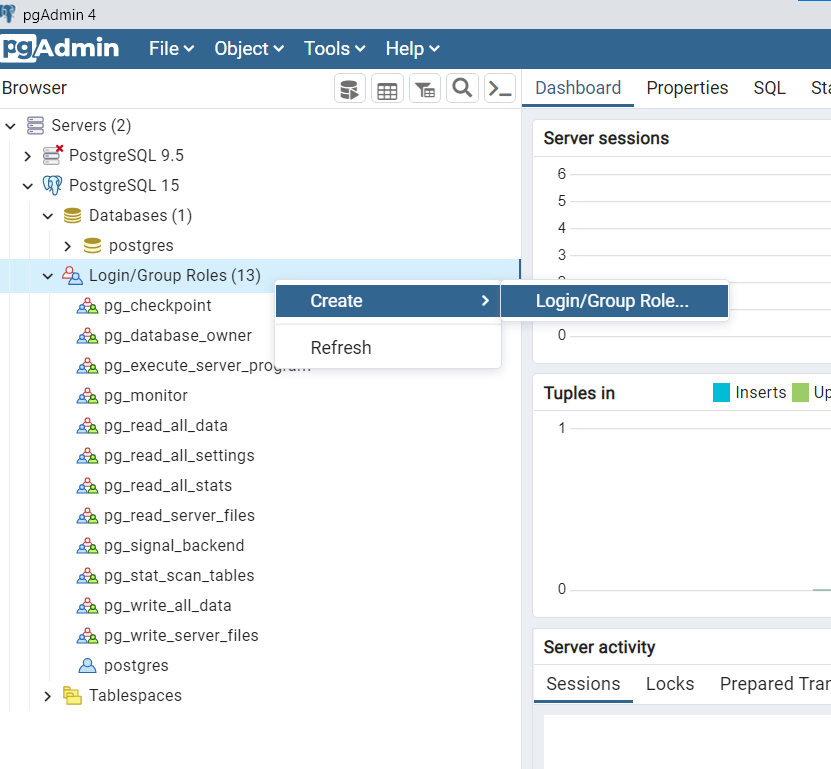 pgAdmin 4
pgAdmin File Object Tools Help
Browser
Dashboard Properties SQL Sta
Servers (2)
PostgreSQL 9.5
PostgreSQL 15
Databases (1)
postgres
Login/Group Roles (13)
pg_checkpoint
pg_database_owner
pg_execute_server_program
pg_monitor
pg_read_all_data
pg_read_all_settings
pg_read_all_stats
pg_read_server_files
pg_signal_backend
pg_stat_scan_tables
pg_write_all_data
pg_write_server_files
postgres
Tablespaces
Create
Refresh
Login/Group Role...
Server sessions
6
5
4
3
0
Tuples in
Inserts Up
1
0
Server activity
Sessions Locks Prepared Tran